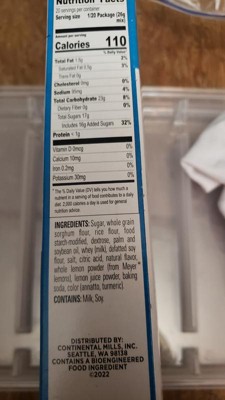 Nutrition Facts
20 servings per container
Serving size 1/20 Package (28g
Mix)
Amount per serving
Calories 110
% Daily Value*
Total Fat 1.5g 2%
Saturated Fat 0.5g 3%
Trans Fat 0g
Cholesterol 0mg 0%
Total Carbohydrate 23g 8%
Dietary Fiber 0g 0%
Total Sugars 17g
Includes 16g Added Sugars 32%
Protein < 1g
Vitamin D 0mcg 0%
Calcium 10mg 0%
Iron 0.2mg 0%
Potassium 30mg 0%
*The % Daily Value (DV) tells you how much a
nutrient in a serving of food contributes to a daily
diet. 2,000 calories a day is used for general
nutrition advice.
INGREDIENTS: Sugar, whole grain
sorghum flour, rice flour, food
starch-modified, dextrose, palm and
soybean oil, whey (milk), defatted soy
flour, salt, citric acid, natural flavor,
whole lemon powder (from Meyer
lemons), lemon juice powder, baking
soda, color (annatto, turmeric).
CONTAINS: Milk, Soy.
DISTRIBUTED BY:
CONTINENTAL MILLS, INC.
SEATTLE, WA 98138
CONTAINS A BIOENGINEERED
FOOD INGREDIENT
©2022